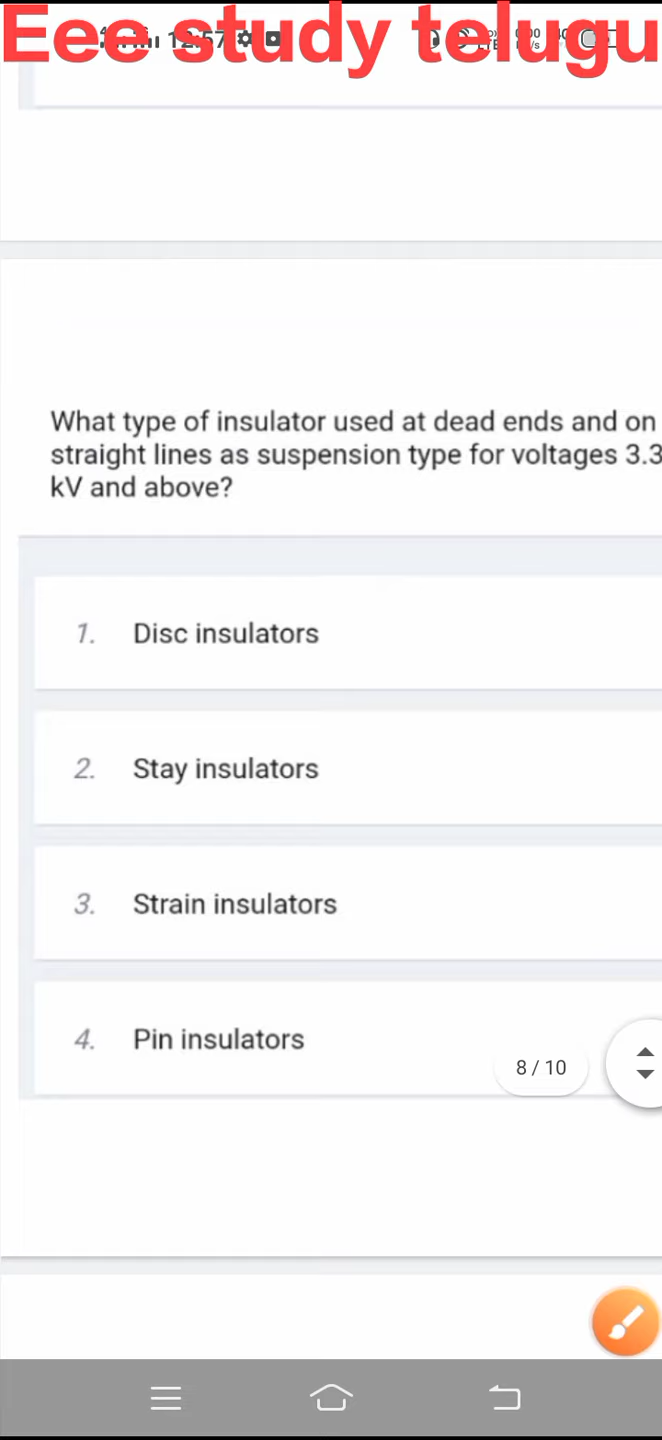 Eee study telugu
12:57
What type of insulator used at dead ends and on
straight lines as suspension type for voltages 3.3
kV and above?
1. Disc insulators
2. Stay insulators
3. Strain insulators
4. Pin insulators
8 / 10